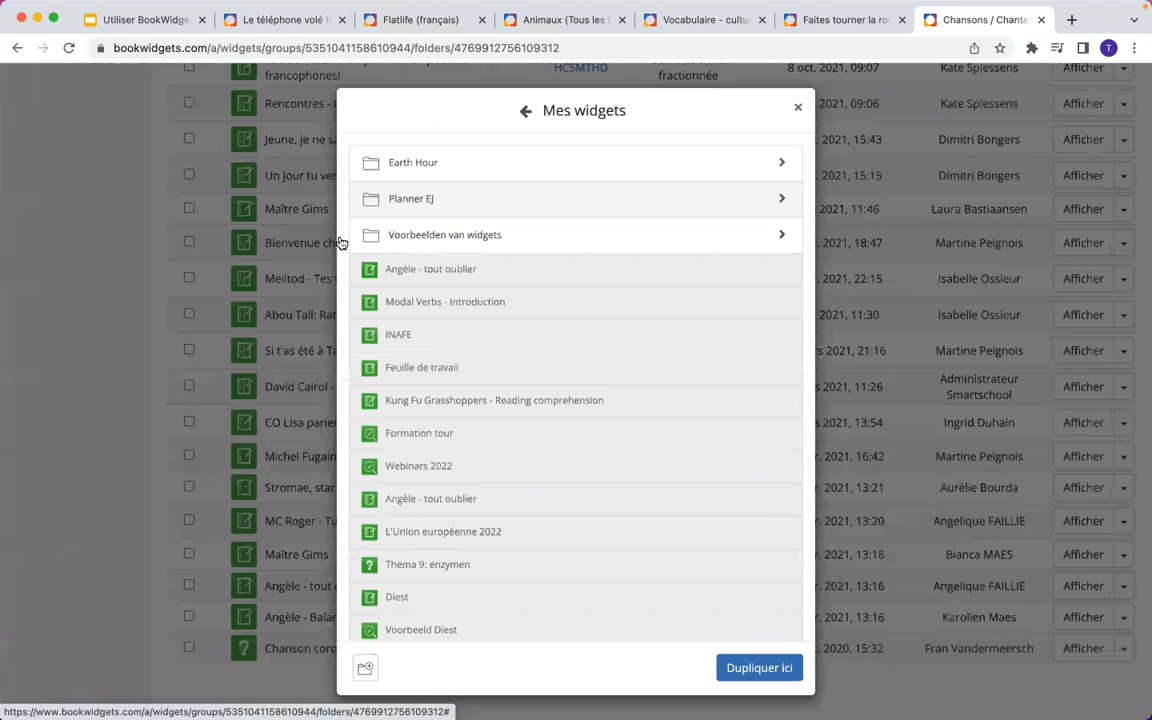 Utiliser BookWidge
Le téléphone volé h
Flatlife (français)
Animaux (Tous les t
Vocabulaire - cultu
Faites tourner la ro
Chansons / Chante
bookwidgets.com/a/widgets/groups/5351041158610944/folders/4769912756109312
T
francophones!
HCSMTHD
fractionnée
8 oct. 2021, 09:07
Kate Spiessens
Afficher
Rencontres - C
. 2021, 09:06
Kate Spiessens
Afficher
Jeune, je ne sa
. 2021, 15:43
Dimitri Bongers
Afficher
Un jour tu ver
. 2021, 15:15
Dimitri Bongers
Afficher
Maître Gims
. 2021, 11:46
Laura Bastiaansen
Afficher
Bienvenue che
. 2021, 18:47
Martine Peignois
Afficher
Meiitod - Tes v
. 2021, 22:15
Isabelle Ossieur
Afficher
Abou Tall: Rat
. 2021, 11:30
Isabelle Ossieur
Afficher
Si t'as été à Ta
s 2021, 21:16
Martine Peignois
Afficher
David Cairol -
s 2021, 11:26
Administrateur
Smartschool
Afficher
CO Lisa parier
s 2021, 13:54
Ingrid Duhain
Afficher
Michel Fugain
r. 2021, 16:42
Martine Peignois
Afficher
Stromae, star
r. 2021, 13:21
Aurélie Bourda
Afficher
MC Roger - Tu
r. 2021, 13:20
Angelique FAILLIE
Afficher
Maître Gims
r. 2021, 13:18
Bianca MAES
Afficher
Angèle - tout o
r. 2021, 13:16
Angelique FAILLIE
Afficher
Angèle - Balar
r. 2021, 13:16
Karolien Maes
Afficher
Chanson cord
. 2020, 15:32
Fran Vandermeersch
Afficher
Mes widgets
Earth Hour
Planner EJ
Voorbeelden van widgets
Angèle - tout oublier
Modal Verbs - Introduction
INAFE
Feuille de travail
Kung Fu Grasshoppers - Reading comprehension
Formation tour
Webinars 2022
Angèle - tout oublier
L'Union européenne 2022
Thema 9: enzymen
Diest
Voorbeeld Diest
Dupliquer ici
https://www.bookwidgets.com/a/widgets/groups/5351041158610944/folders/4769912756109312#